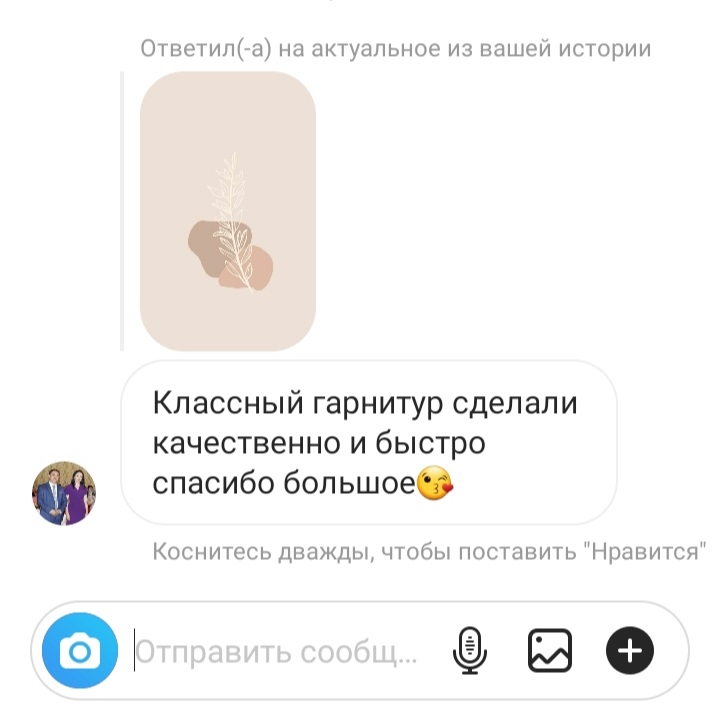 Ответил(-а) на актуальное из вашей истории
Классный гарнитур сделали
качественно и быстро
спасибо большое😘
Коснитесь дважды, чтобы поставить "Нравится"
Отправить сообщ...